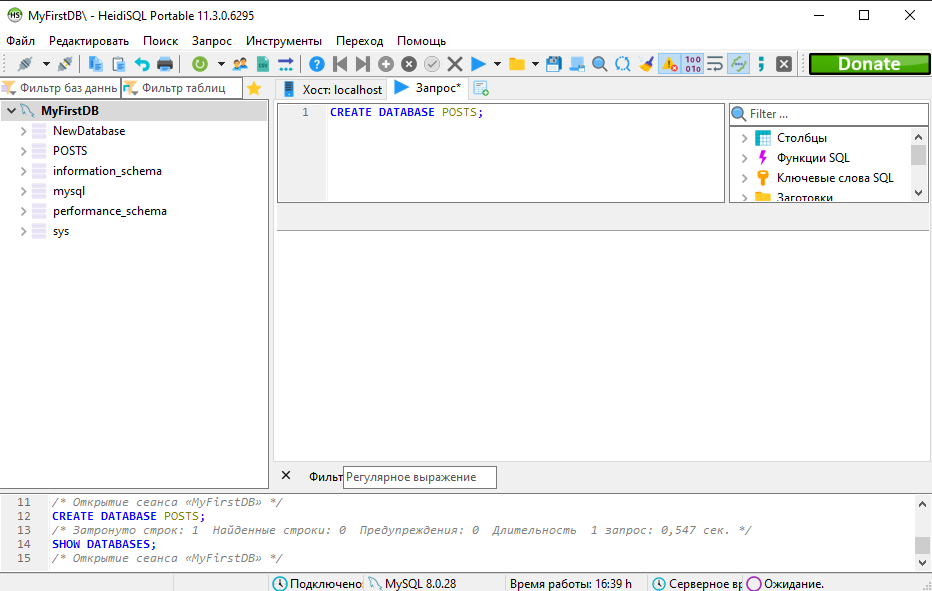 MyFirstDB\ - HeidiSQL Portable 11.3.0.6295
Файл Редактировать Поиск Запрос Инструменты Переход Помощь
Donate
Фильтр баз данн Фильтр таблиц
MyFirstDB
NewDatabase
POSTS
information_schema
mysql
performance_schema
sys
Хост: localhost Запрос*
1 CREATE DATABASE POSTS;
Filter ...
Столбцы
Функции SQL
Ключевые слова SQL
Заготовки
Фильт Регулярное выражение
11 /* Открытие сеанса «MyFirstDB» */
12 CREATE DATABASE POSTS;
13 /* Затронуто строк: 1 Найденные строки: 0 Предупреждения: 0 Длительность 1 запрос: 0,547 сек. */
14 SHOW DATABASES;
15 /* Открытие сеанса «MyFirstDB» */
Подключено: MySQL 8.0.28 Время работы: 16:39 h Серверное вр Ожидание.